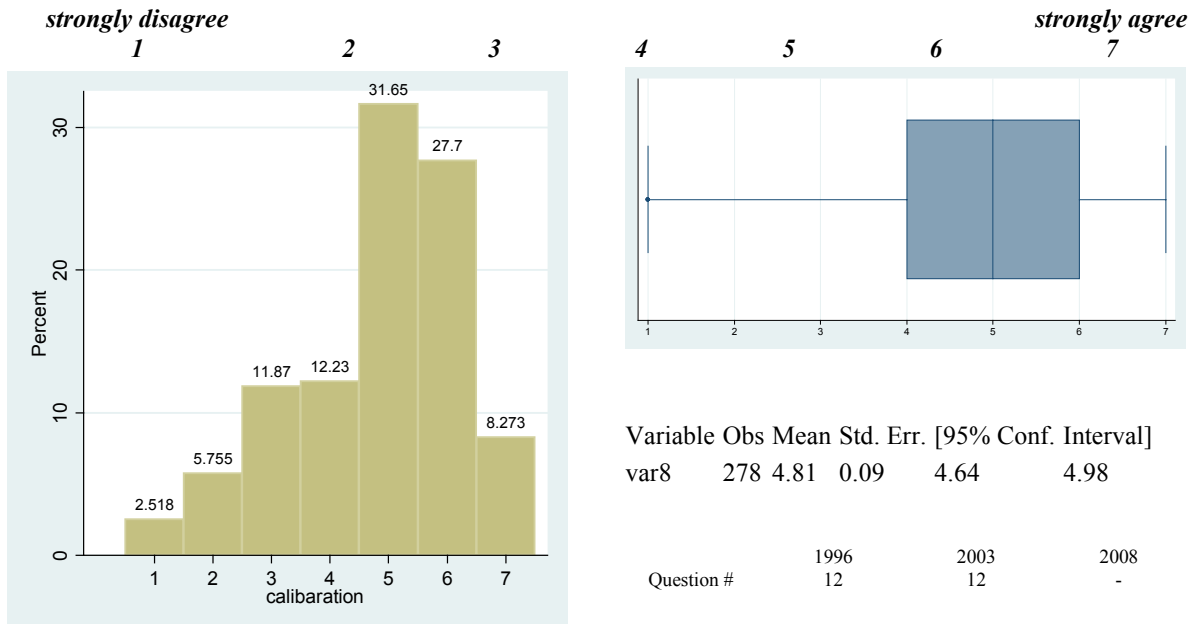 strongly disagree strongly agree
1 2 3 4 5 6 7
31.65
27.7
12.23
11.87
8.273
5.755
2.518
Percent
30
20
10
0
1 2 3 4 5 6 7
calibaration
1 2 3 4 5 6 7
Variable Obs Mean Std. Err. [95% Conf. Interval]
var8 278 4.81 0.09 4.64 4.98
1996 2003 2008
Question # 12 12 -